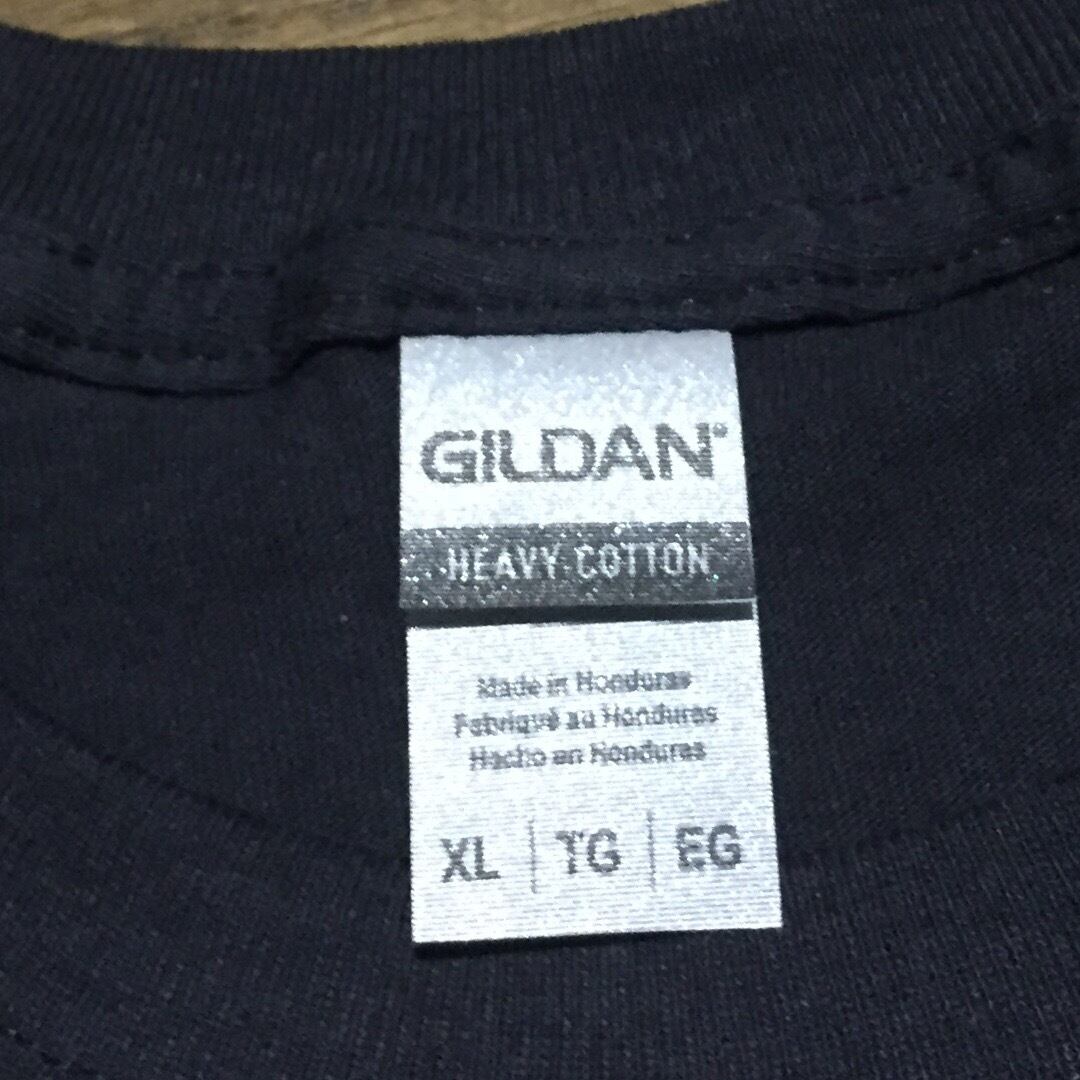 GILDAN®
HEAVY COTTON
Made in Honduras
Fabriqué au Honduras
Hecho en Honduras
XL | TG | EG